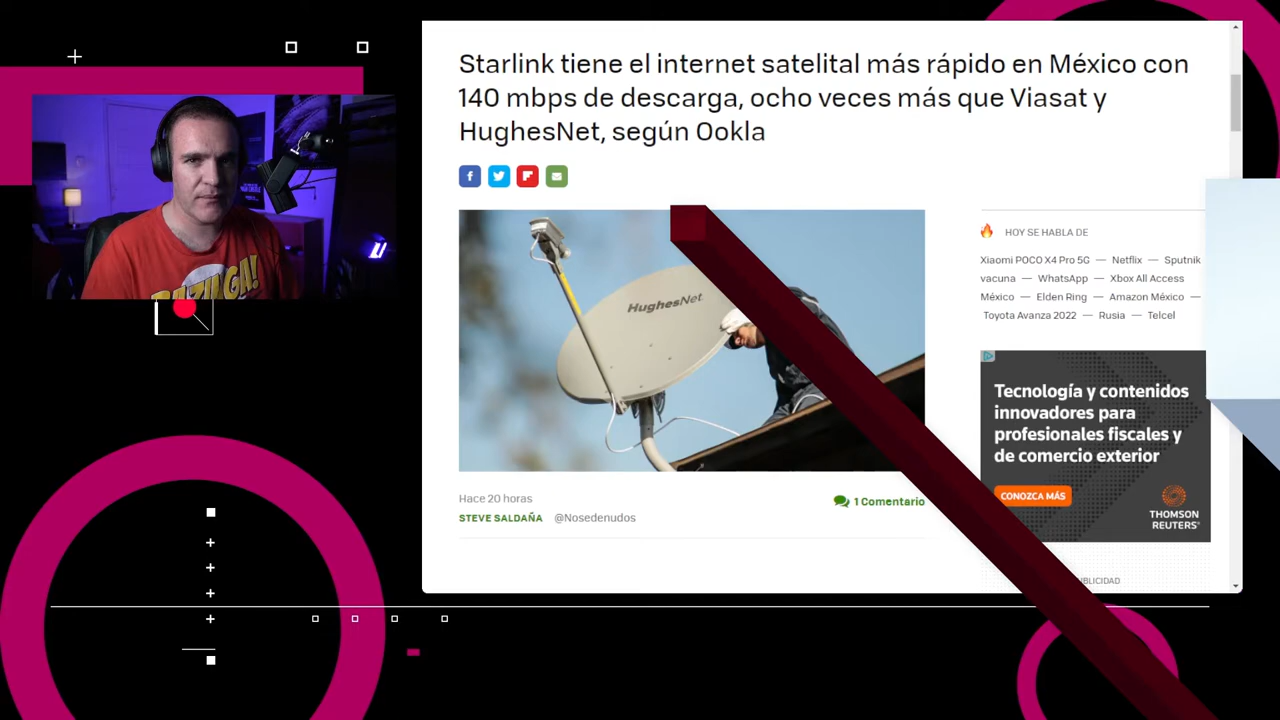 Starlink tiene el internet satelital más rápido en México con
140 mbps de descarga, ocho veces más que Viasat y
HughesNet, según Ookla
HughesNet
Hace 20 horas
1 Comentario
STEVE SALDAÑA @Nosedenudos
HOY SE HABLA DE
Xiaomi POCO X4 Pro 5G — Netflix — Sputnik
vacuna — WhatsApp — Xbox All Access
México — Elden Ring — Amazon México —
Toyota Avanza 2022 — Rusia — Telcel
Tecnología y contenidos
innovadores para
profesionales fiscales y
de comercio exterior
CONOZCA MÁS
THOMSON
REUTERS
BAZINGA!